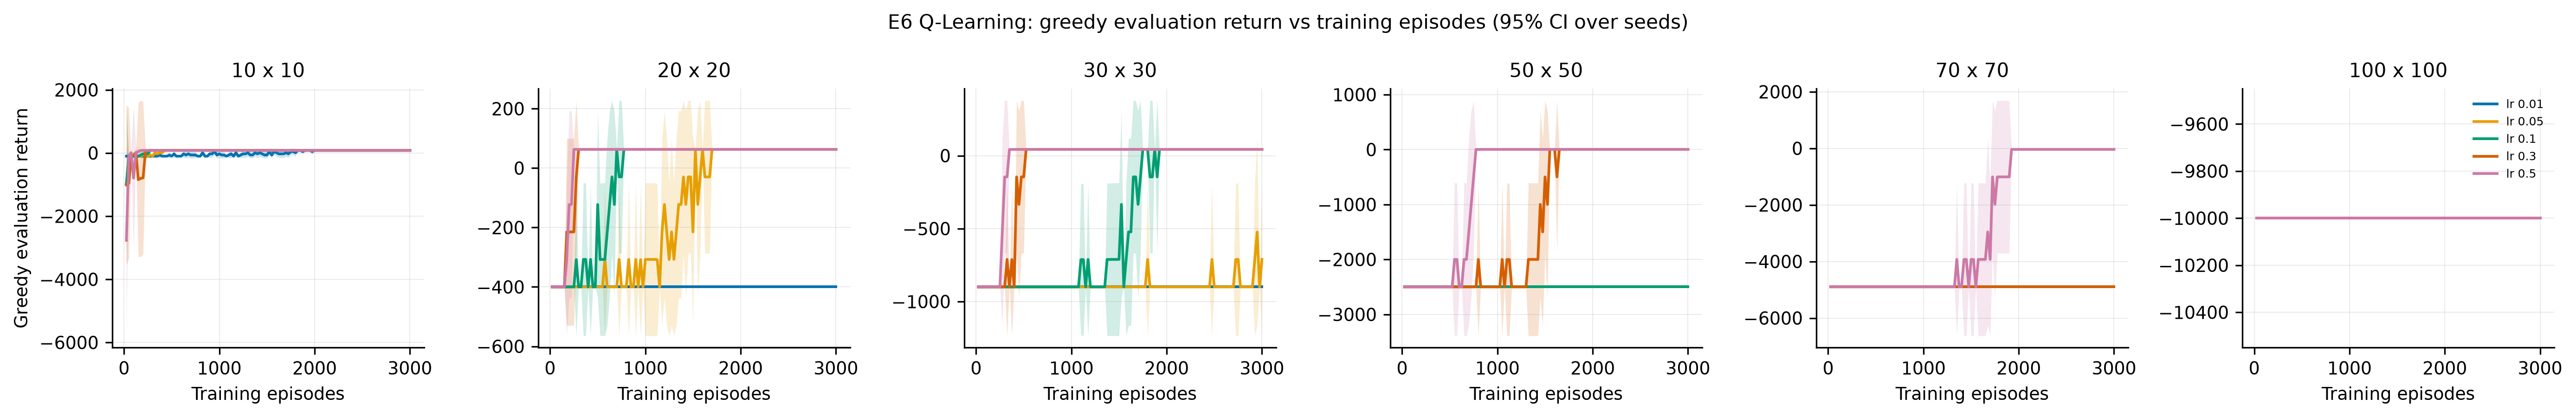 E6 Q-Learning: greedy evaluation return vs training episodes (95% CI over seeds)
10 x 10
Greedy evaluation return
2000
0
−2000
−4000
−6000
0 1000 2000 3000
Training episodes
20 x 20
200
0
−200
−400
−600
0 1000 2000 3000
Training episodes
30 x 30
0
−500
−1000
0 1000 2000 3000
Training episodes
50 x 50
1000
0
−1000
−2000
−3000
0 1000 2000 3000
Training episodes
70 x 70
2000
0
−2000
−4000
−6000
0 1000 2000 3000
Training episodes
100 x 100
−9600
−9800
−10000
−10200
−10400
0 1000 2000 3000
Training episodes
lr 0.01
lr 0.05
lr 0.1
lr 0.3
lr 0.5